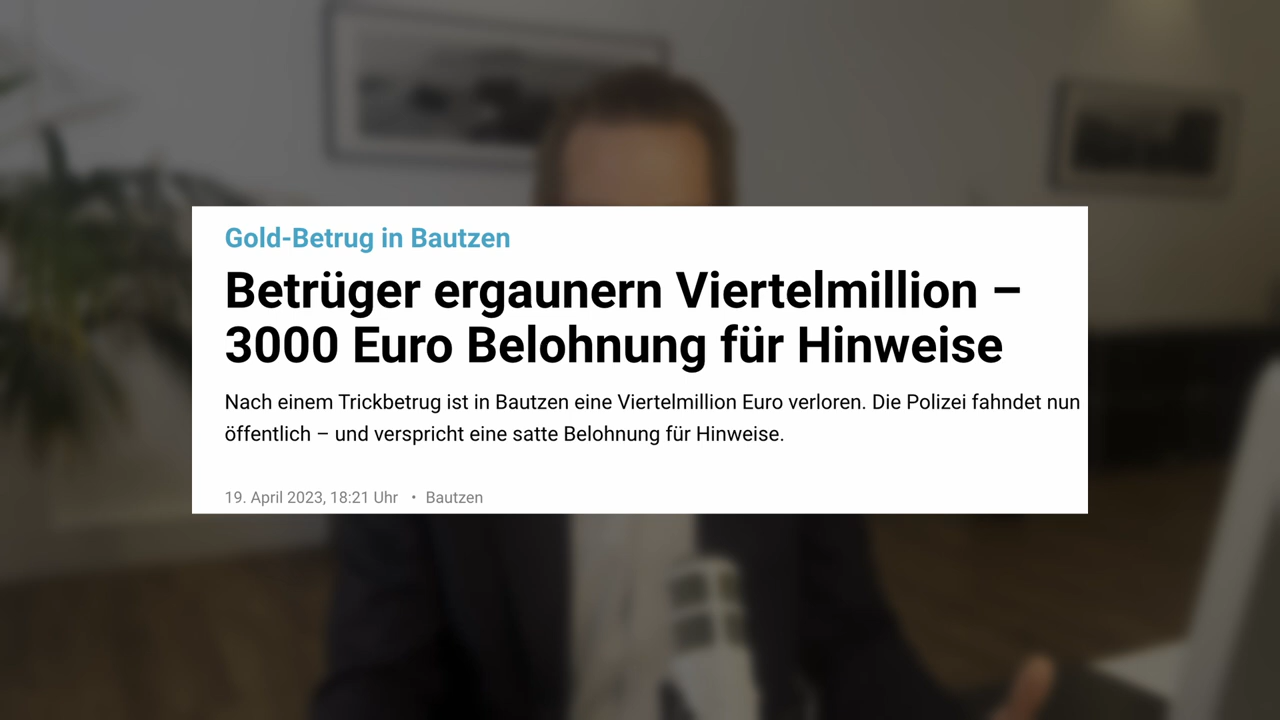 Gold-Betrug in Bautzen
Betrüger ergaunern Viertelmillion –
3000 Euro Belohnung für Hinweise
Nach einem Trickbetrug ist in Bautzen eine Viertelmillion Euro verloren. Die Polizei fahndet nun
öffentlich – und verspricht eine satte Belohnung für Hinweise.
19. April 2023, 18:21 Uhr • Bautzen